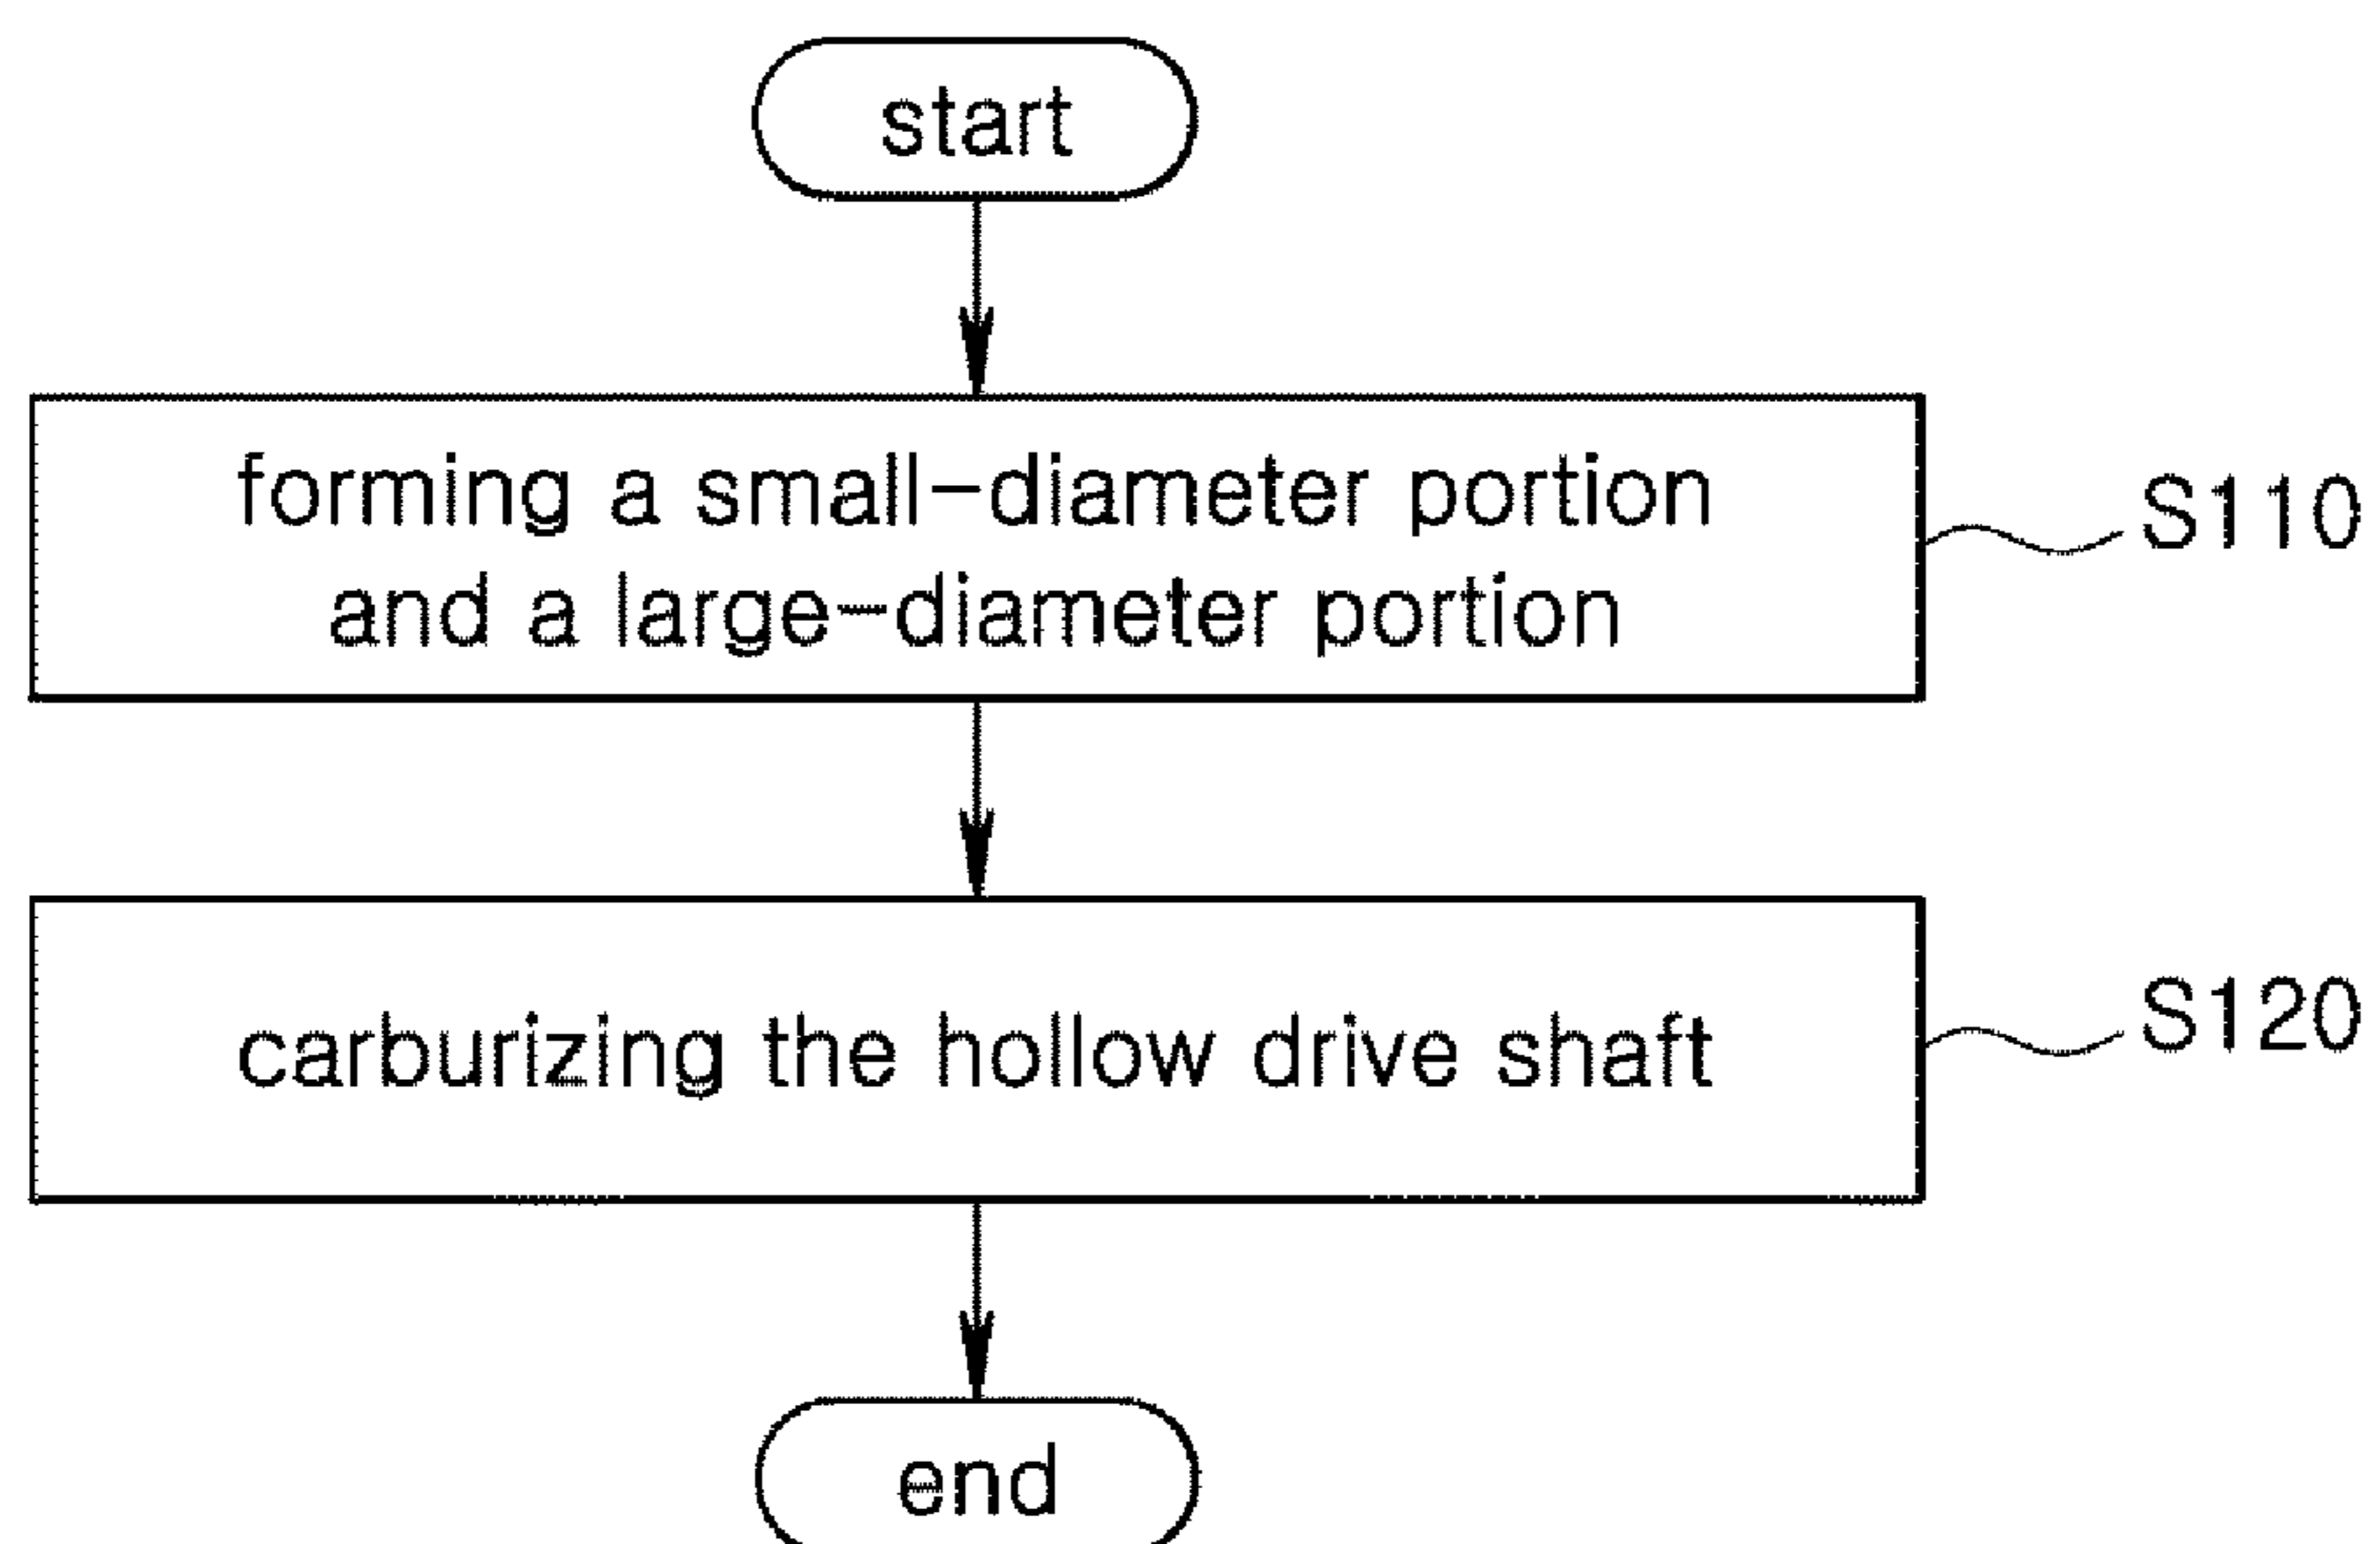 start
forming a small-diameter portion
and a large-diameter portion
S110
carburizing the hollow drive shaft
S120
end